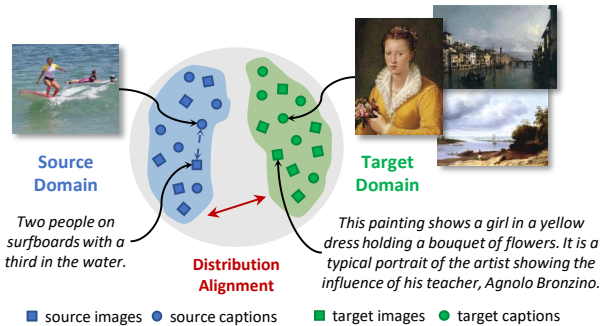 Source
Domain
Target
Domain
Two people on
surfboards with a
third in the water.
Distribution
Alignment
This painting shows a girl in a yellow
dress holding a bouquet of flowers. It is a
typical portrait of the artist showing the
influence of his teacher, Agnolo Bronzino.
source images
source captions
target images
target captions